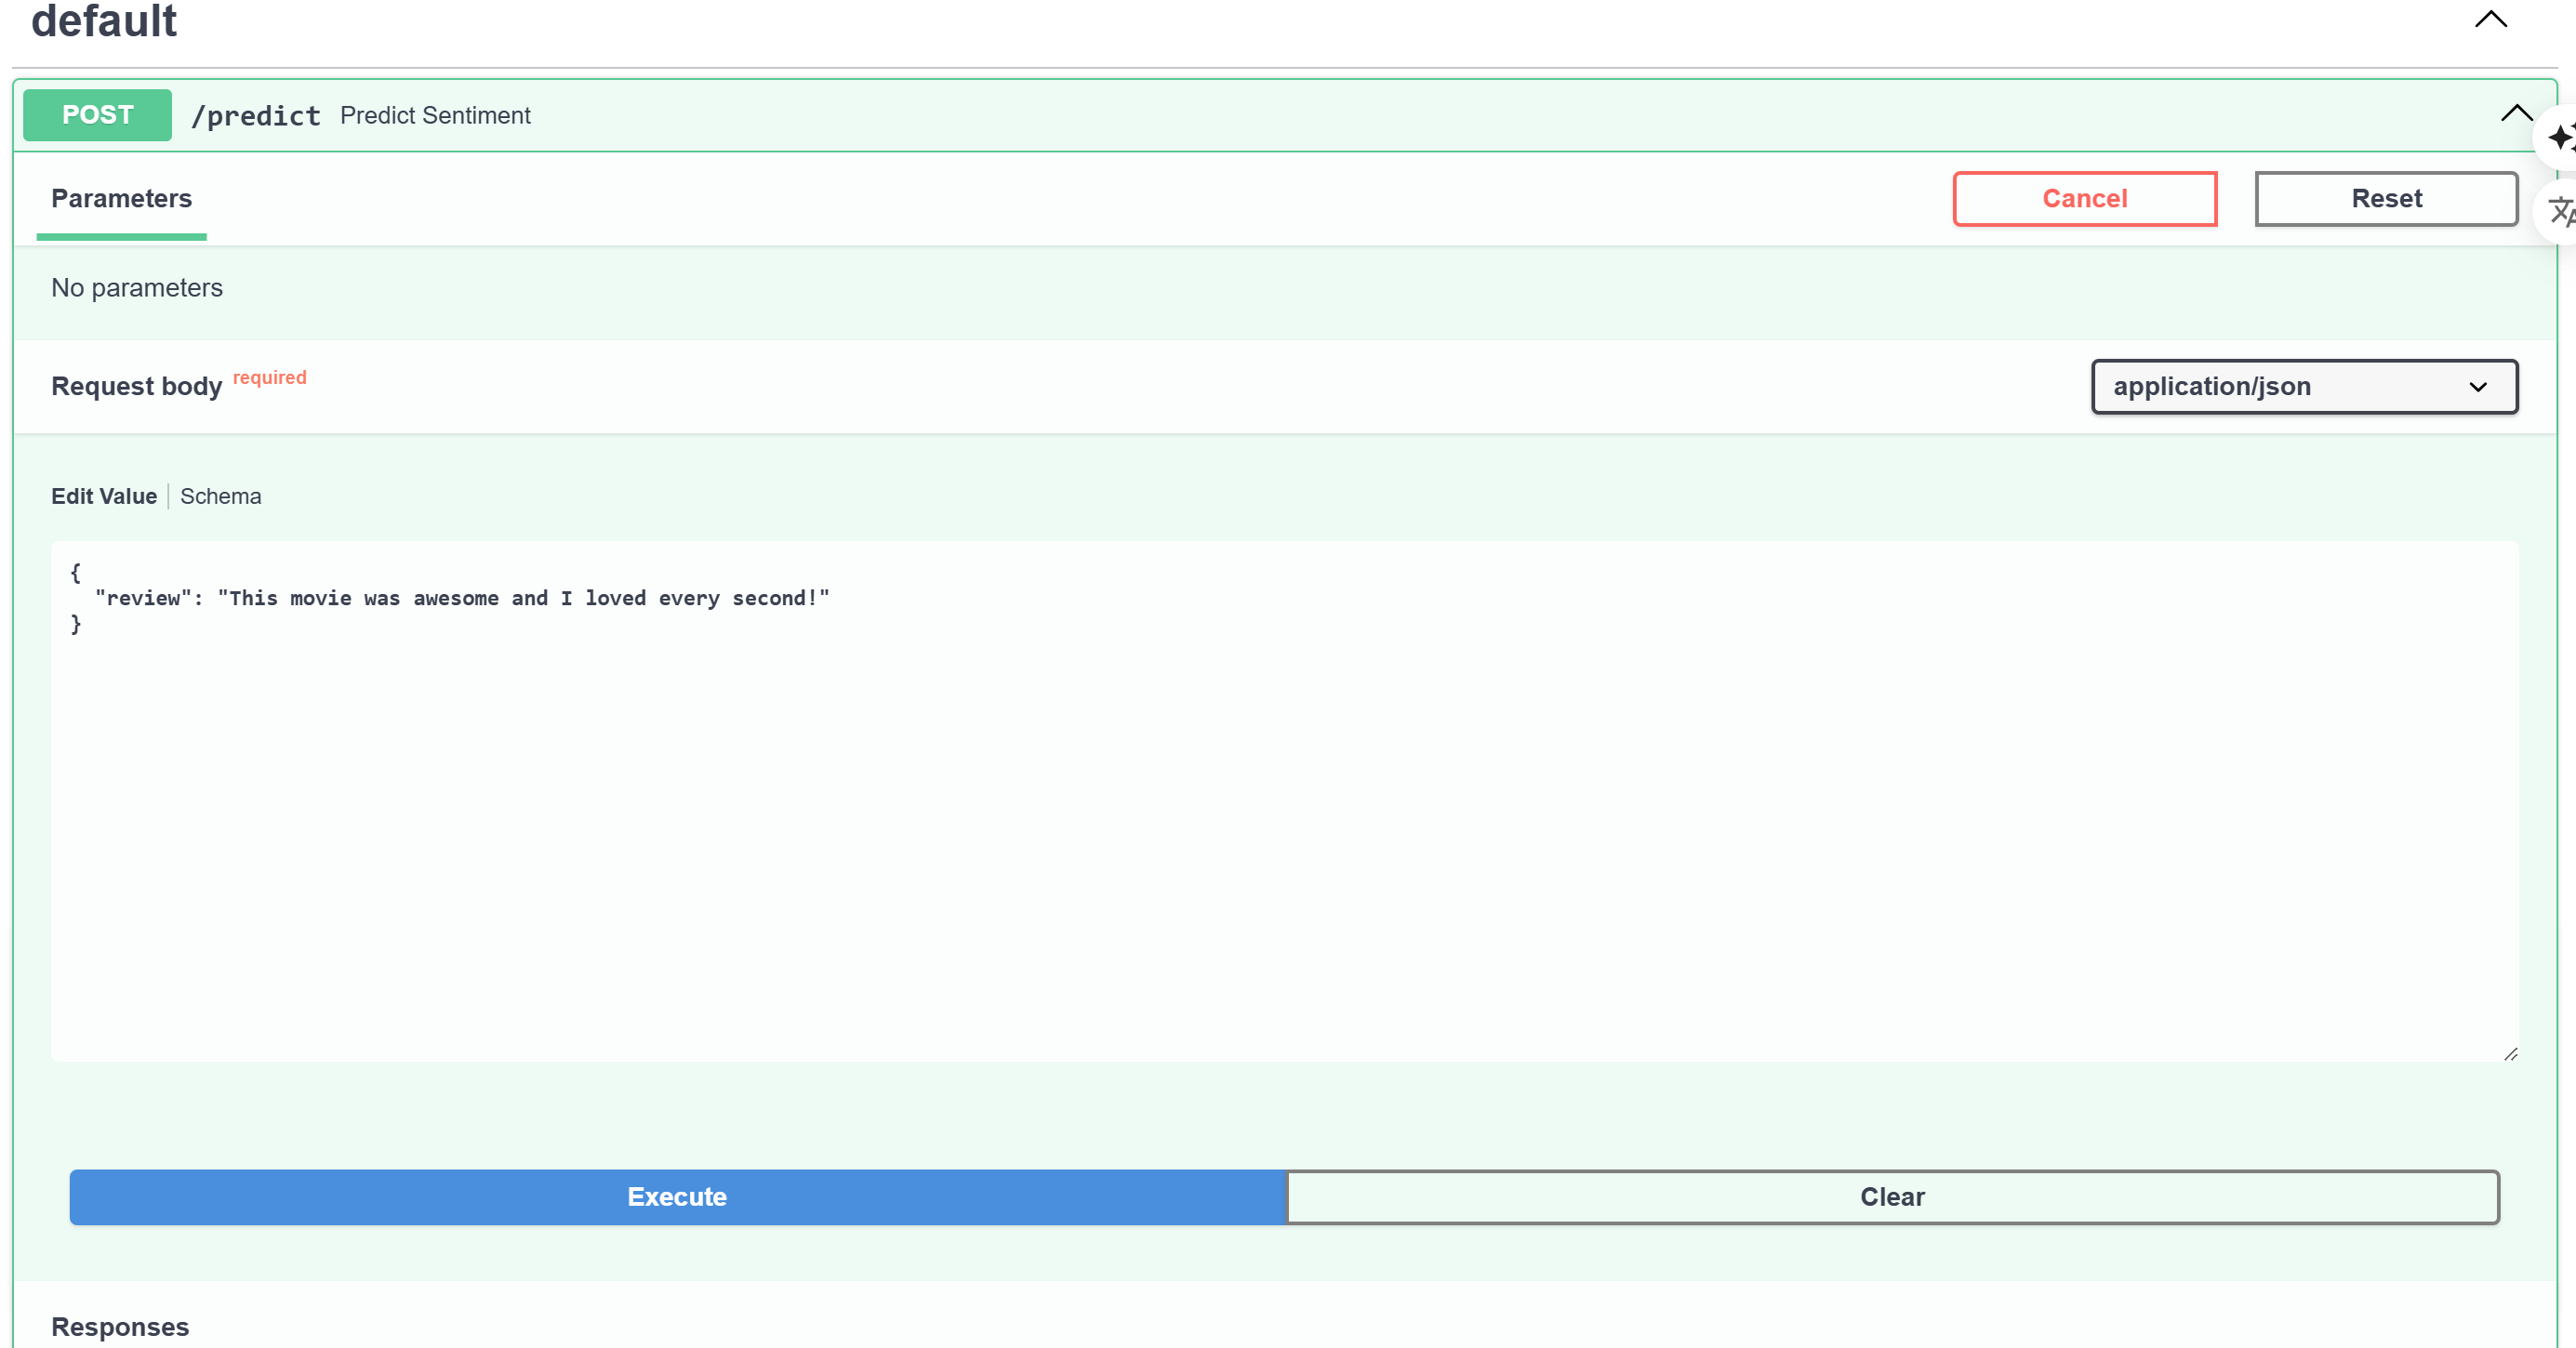 default
POST /predict Predict Sentiment
Parameters Cancel Reset
No parameters
Request body required application/json
Edit Value Schema
{
  "review": "This movie was awesome and I loved every second!"
}
Execute Clear
Responses